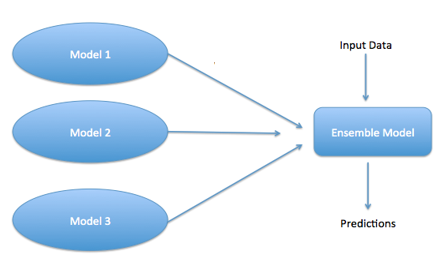 Model 1
Input Data
Model 2
Ensemble Model
Model 3
Predictions